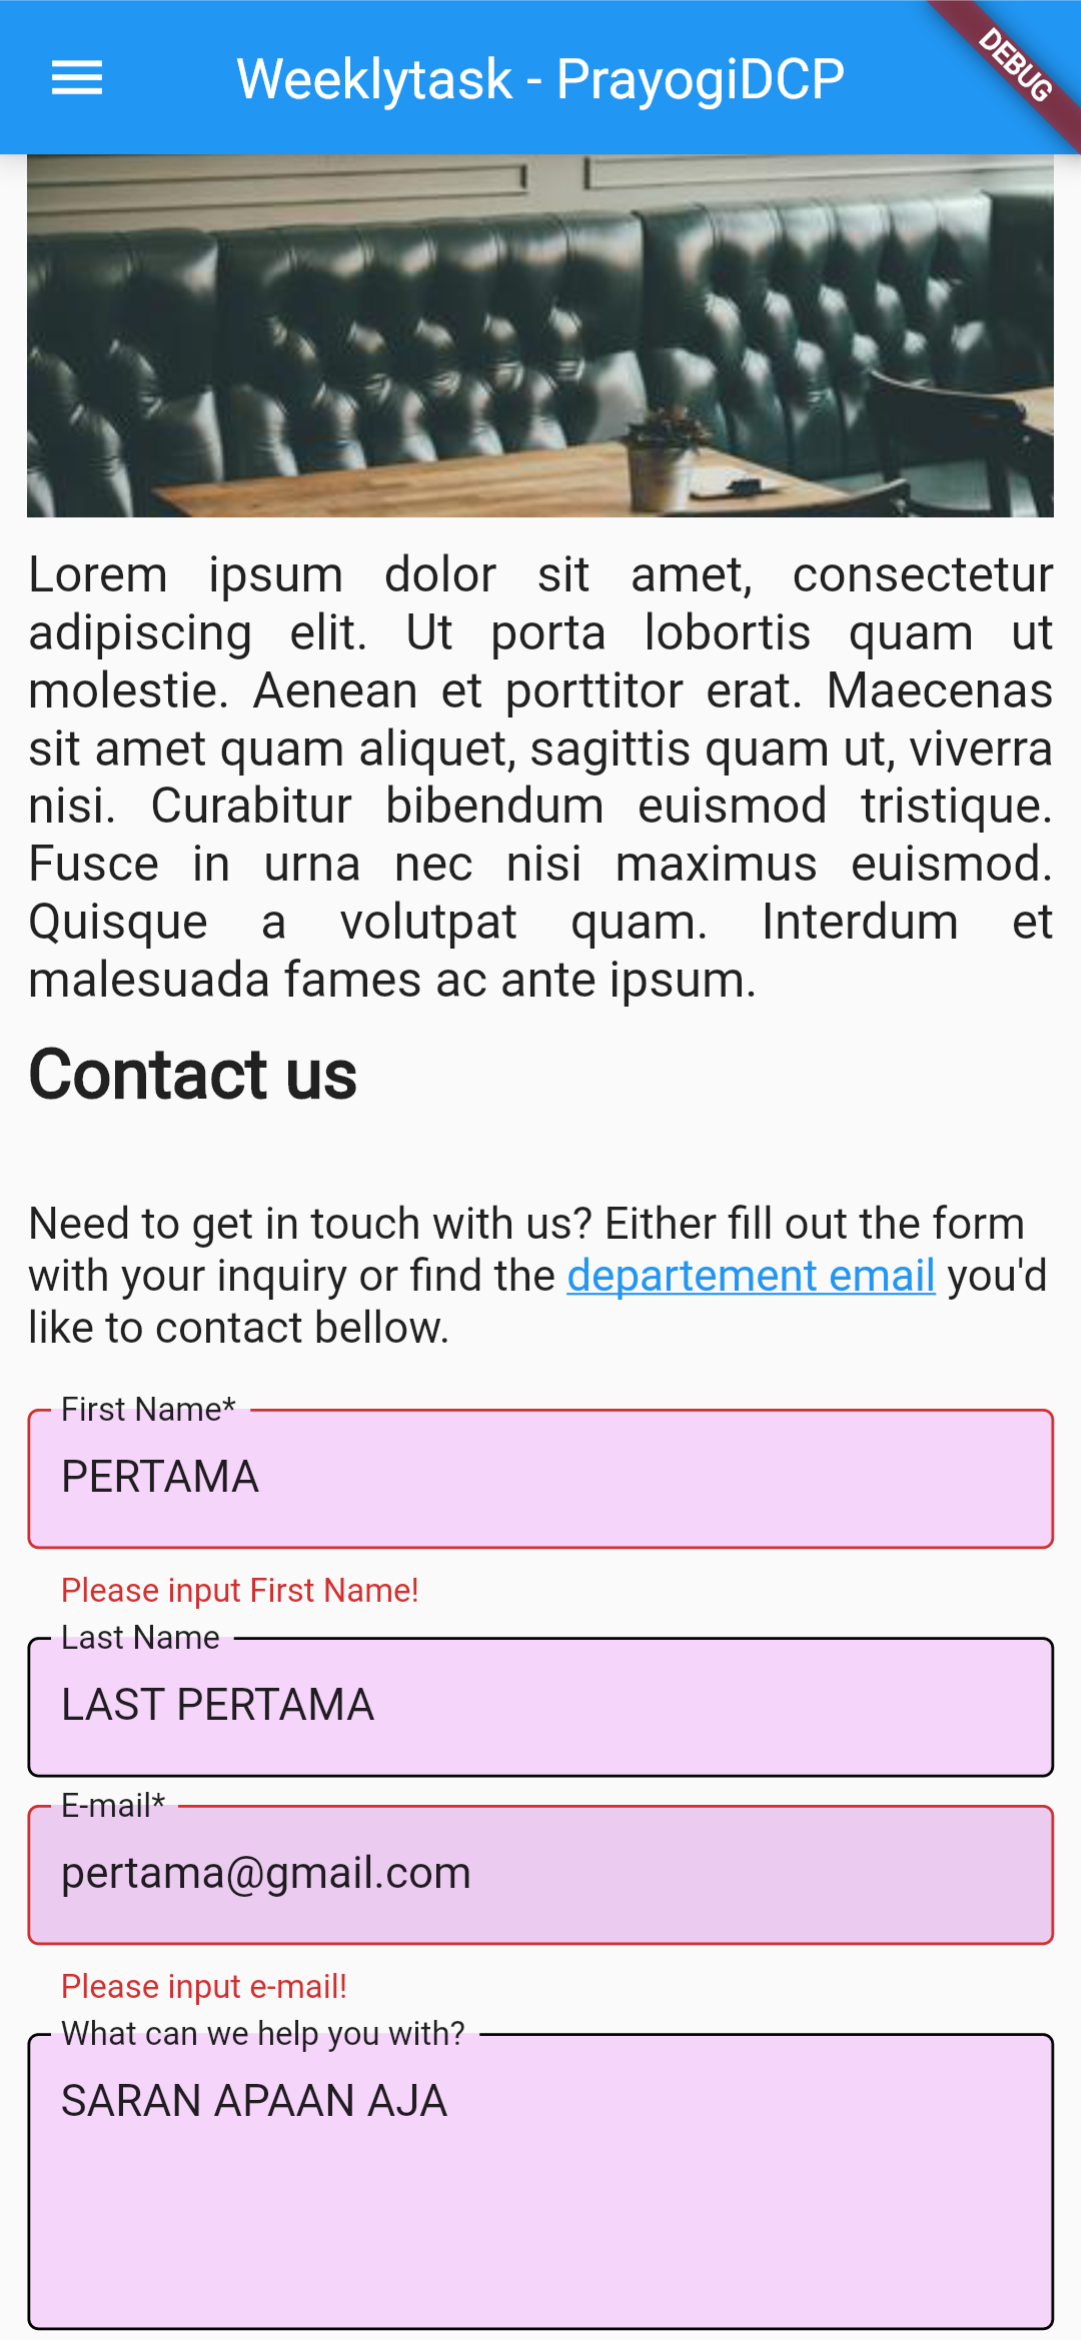 Weeklytask - PrayogiDCP
DEBUG
Lorem ipsum dolor sit amet, consectetur
adipiscing elit. Ut porta lobortis quam ut
molestie. Aenean et porttitor erat. Maecenas
sit amet quam aliquet, sagittis quam ut, viverra
nisi. Curabitur bibendum euismod tristique.
Fusce in urna nec nisi maximus euismod.
Quisque a volutpat quam. Interdum et
malesuada fames ac ante ipsum.
Contact us
Need to get in touch with us? Either fill out the form
with your inquiry or find the departement email you'd
like to contact bellow.
First Name*
PERTAMA
Please input First Name!
Last Name
LAST PERTAMA
E-mail*
pertama@gmail.com
Please input e-mail!
What can we help you with?
SARAN APAAN AJA